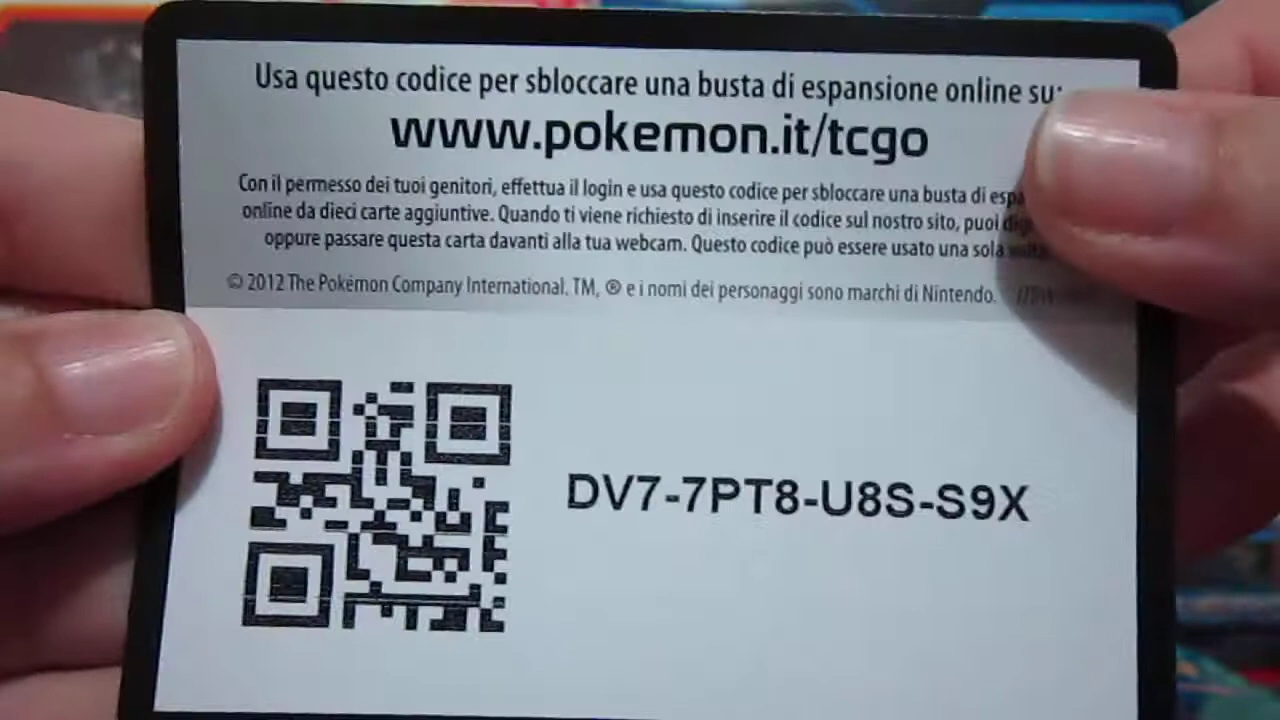 Usa questo codice per sbloccare una busta di espansione online su:
www.pokemon.it/tcgo
Con il permesso dei tuoi genitori, effettua il login e usa questo codice per sbloccare una busta di
online da dieci carte aggiuntive. Quando ti viene richiesto di inserire il codice sul nostro sito, puoi
oppure passare questa carta davanti alla tua webcam. Questo codice può essere usato una sola volta
© 2012 The Pokémon Company International. TM, ® e i nomi dei personaggi sono marchi di Nintendo.
DV7-7PT8-U8S-S9X